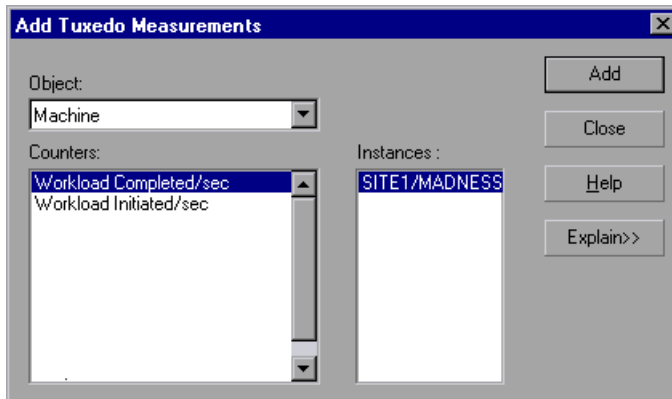 Add Tuxedo Measurements
Object:
Machine
Counters:
Workload Completed/sec
Workload Initiated/sec
Instances :
SITE1/MADNESS
Add
Close
Help
Explain>>